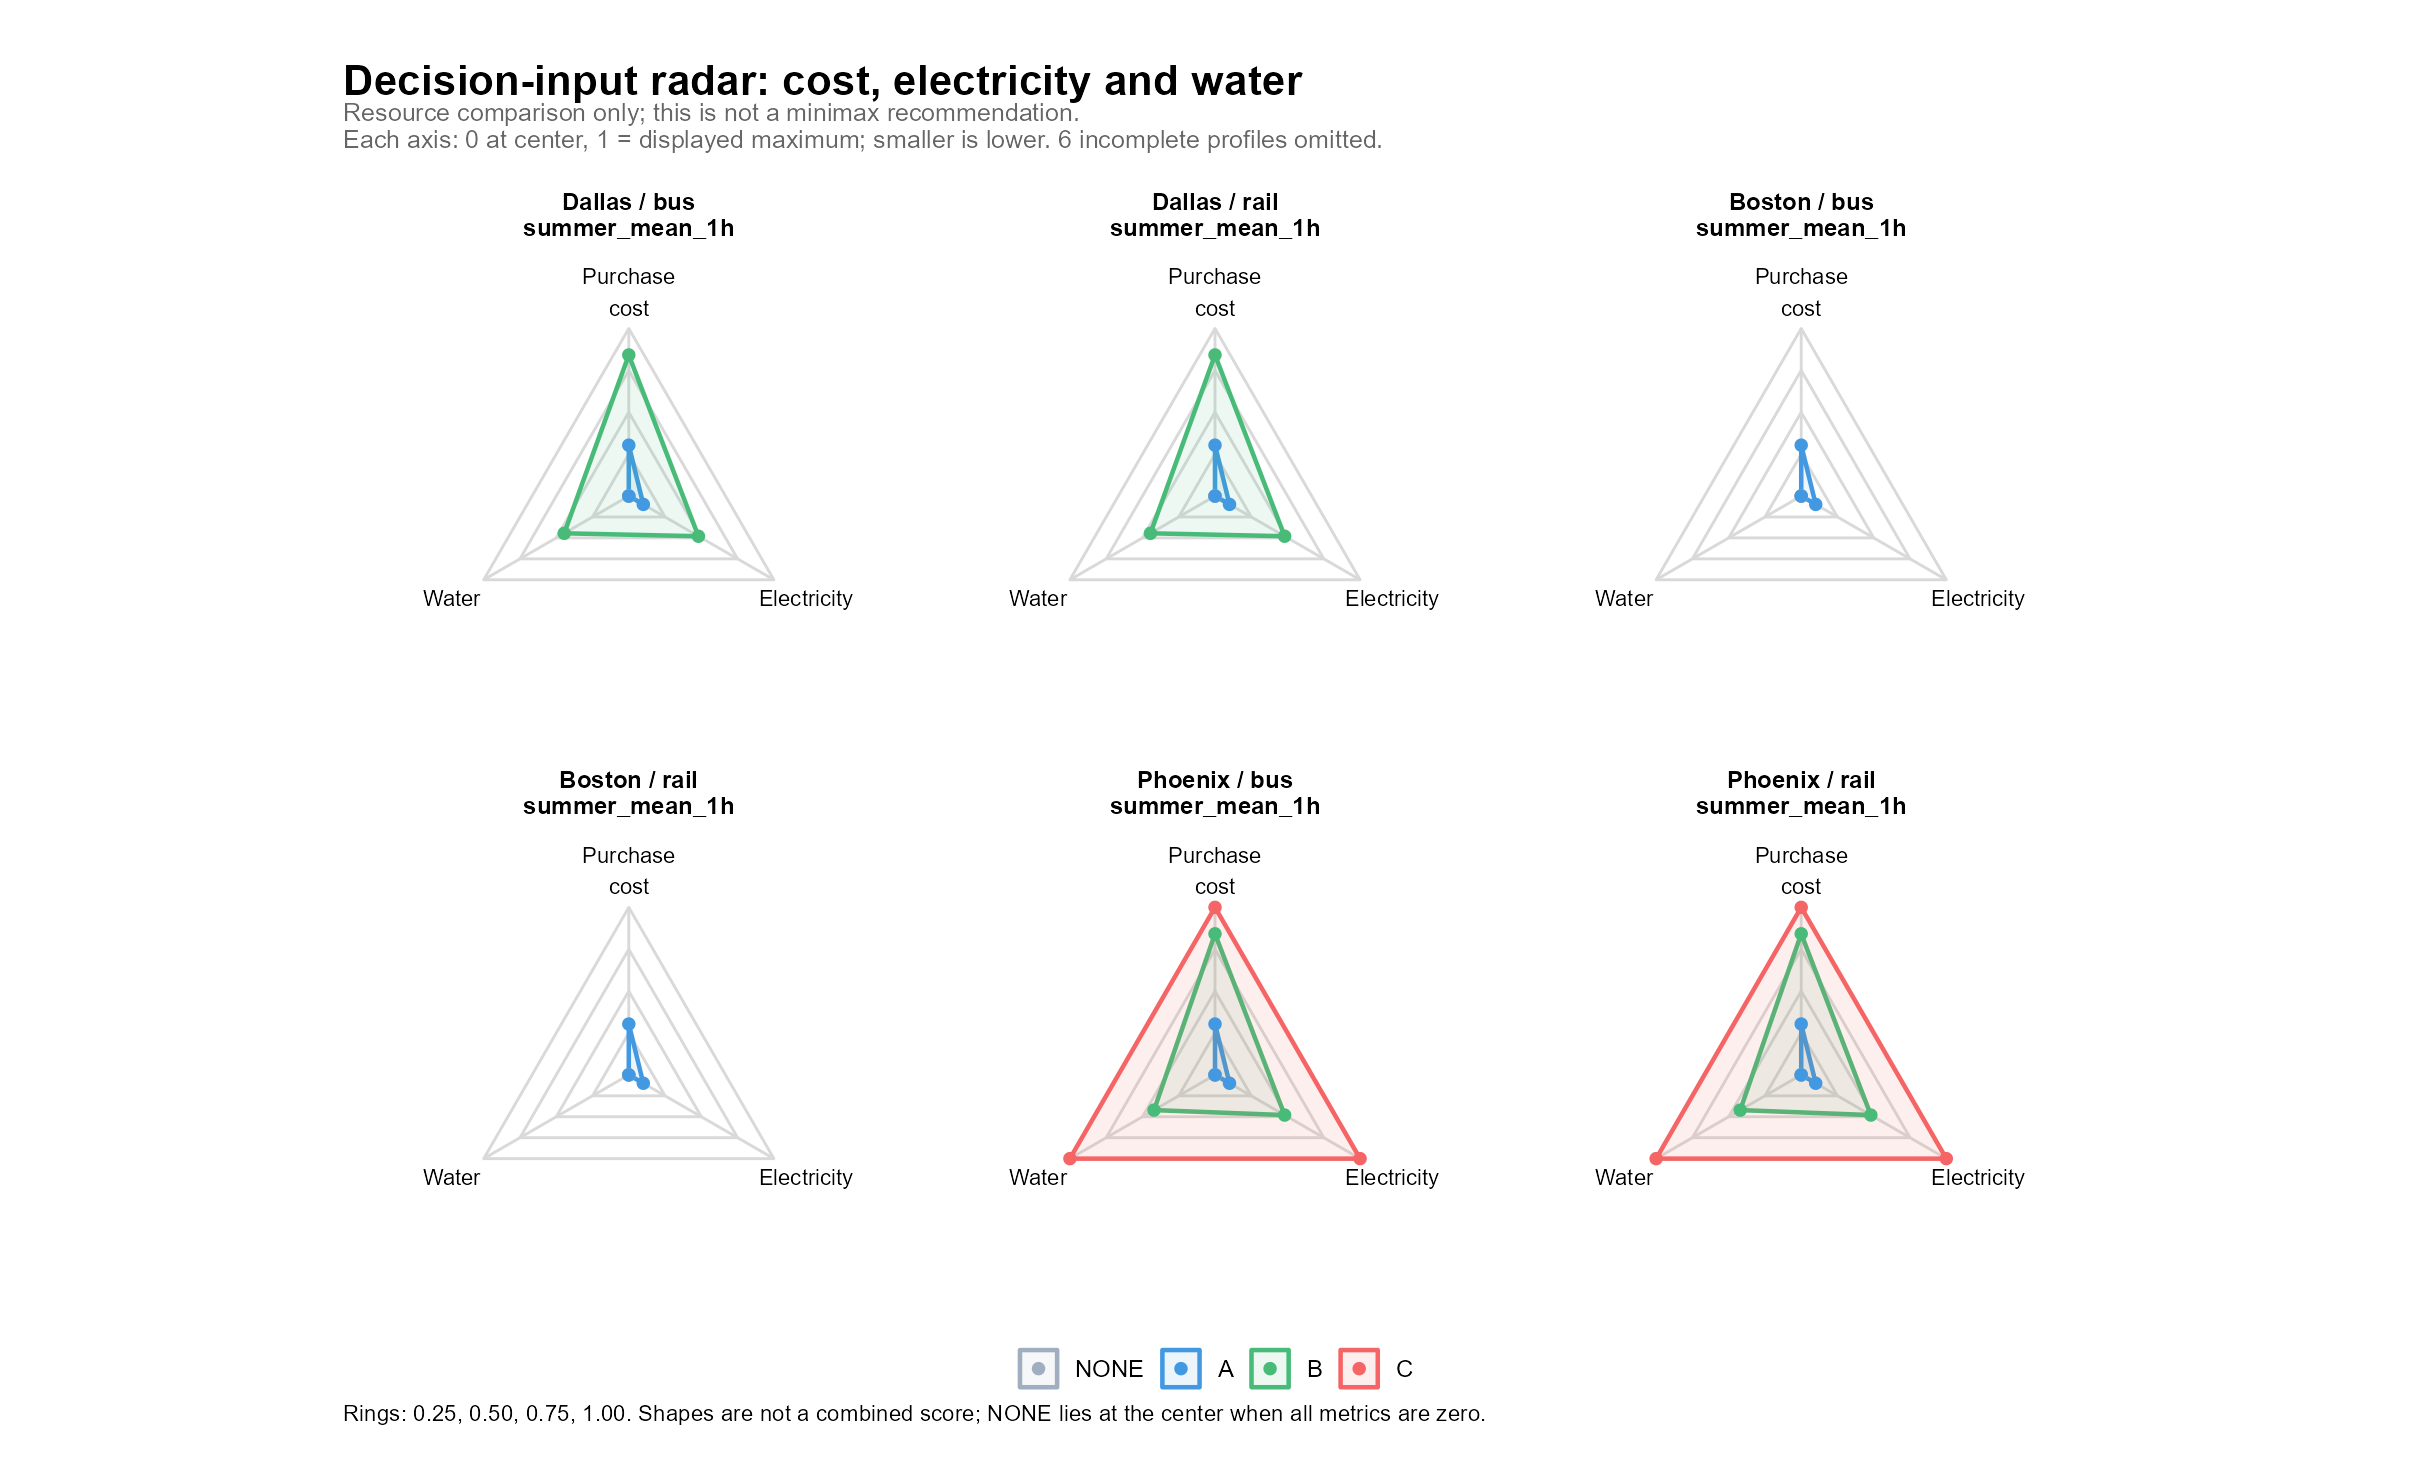 Decision-input radar: cost, electricity and water
Resource comparison only; this is not a minimax recommendation.
Each axis: 0 at center, 1 = displayed maximum; smaller is lower. 6 incomplete profiles omitted.
Dallas / bus
summer_mean_1h
Purchase
cost
Water
Electricity
Dallas / rail
summer_mean_1h
Purchase
cost
Water
Electricity
Boston / bus
summer_mean_1h
Purchase
cost
Water
Electricity
Boston / rail
summer_mean_1h
Purchase
cost
Water
Electricity
Phoenix / bus
summer_mean_1h
Purchase
cost
Water
Electricity
Phoenix / rail
summer_mean_1h
Purchase
cost
Water
Electricity
NONE A B C
Rings: 0.25, 0.50, 0.75, 1.00. Shapes are not a combined score; NONE lies at the center when all metrics are zero.